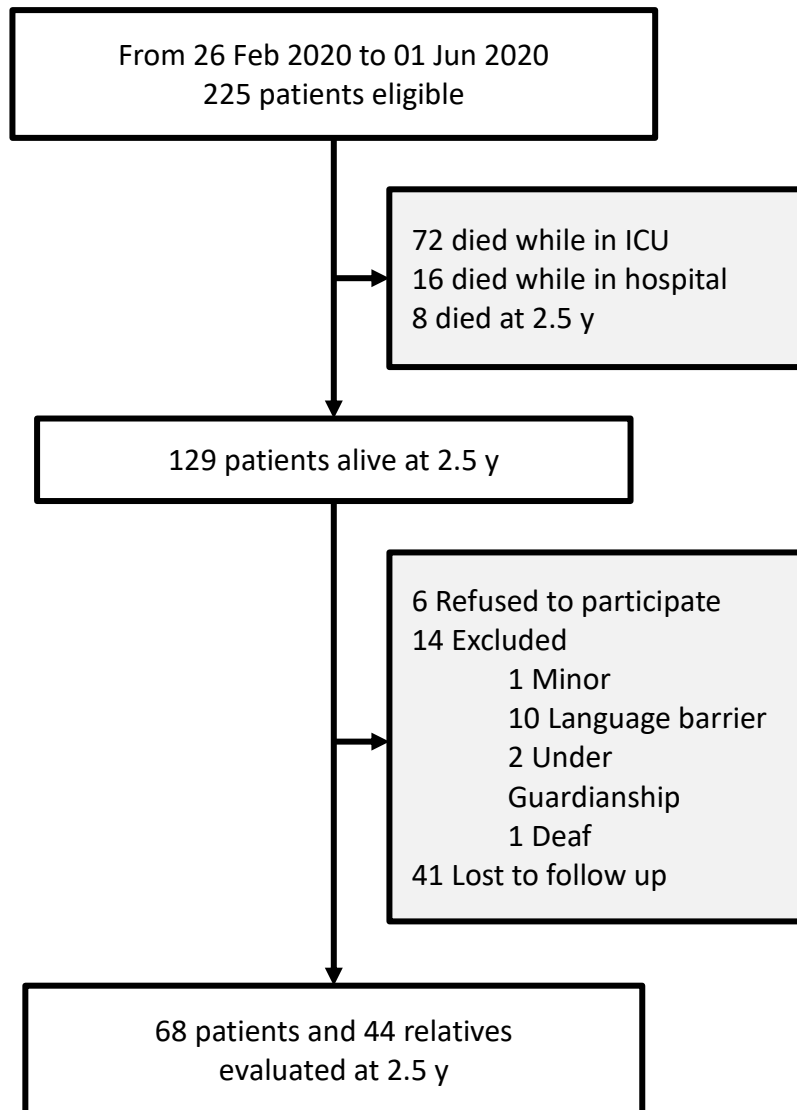 From 26 Feb 2020 to 01 Jun 2020
225 patients eligible
72 died while in ICU
16 died while in hospital
8 died at 2.5 y
129 patients alive at 2.5 y
6 Refused to participate
14 Excluded
1 Minor
10 Language barrier
2 Under
Guardianship
1 Deaf
41 Lost to follow up
68 patients and 44 relatives
evaluated at 2.5 y